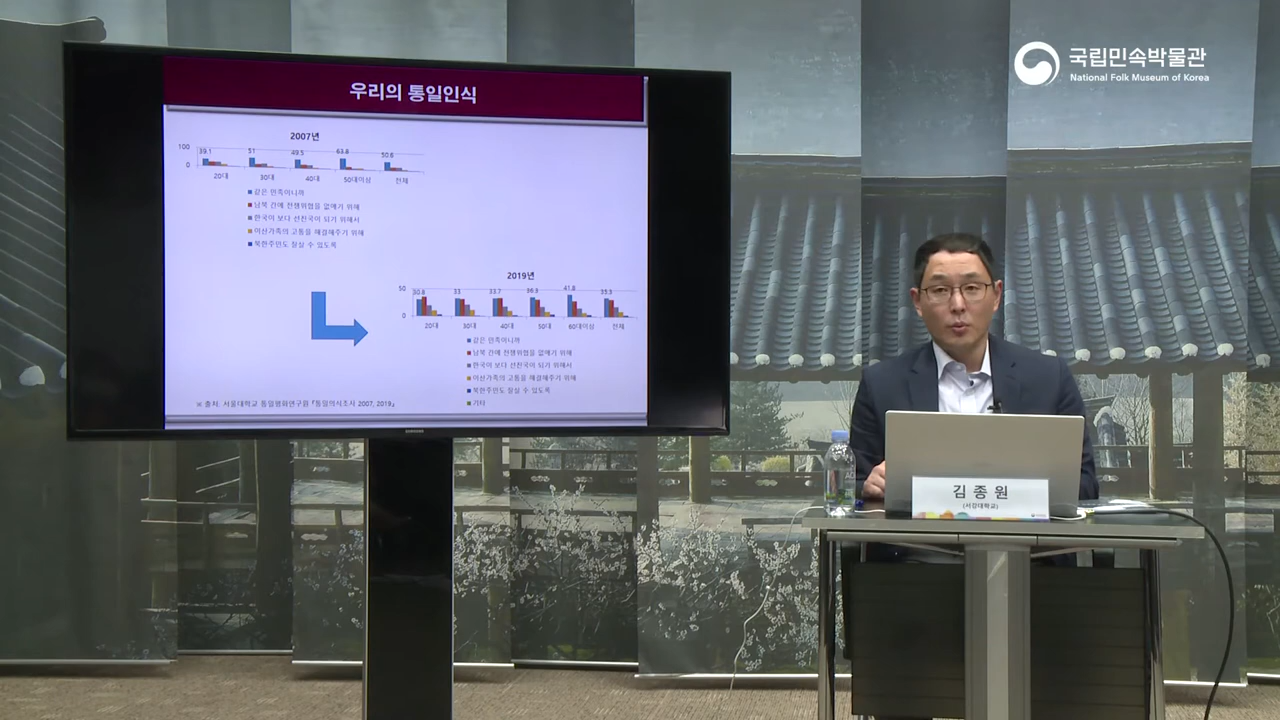 국립민속박물관
National Folk Museum of Korea
우리의 통일인식
2007년
100
0
39.1
51
49.5
63.8
50.6
20대
30대
40대
50대이상
전체
같은 민족이니까
남북 간에 전쟁위협을 없애기 위해
한국이 보다 선진국이 되기 위해서
이산가족의 고통을 해결해주기 위해
북한주민도 잘살 수 있도록
2019년
50
0
30.8
33
33.7
36.9
41.8
35.3
20대
30대
40대
50대
60대이상
전체
같은 민족이니까
남북 간에 전쟁위협을 없애기 위해
한국이 보다 선진국이 되기 위해서
이산가족의 고통을 해결해주기 위해
북한주민도 잘살 수 있도록
기타
※ 출처: 서울대학교 통일평화연구원 『통일의식조사 2007, 2019』
SAMSUNG
김종원
(서강대학교)